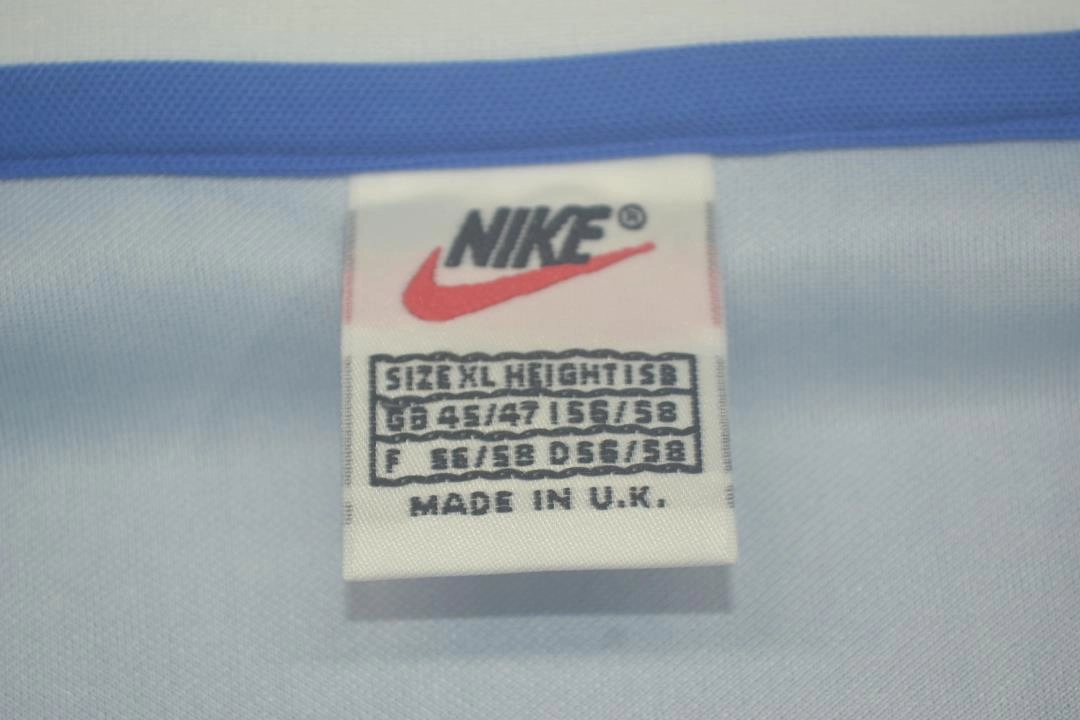 NIKE®
SIZE XL HEIGHT 158
GB 45/47 I 56/58
F 56/58 D 56/58
MADE IN U.K.